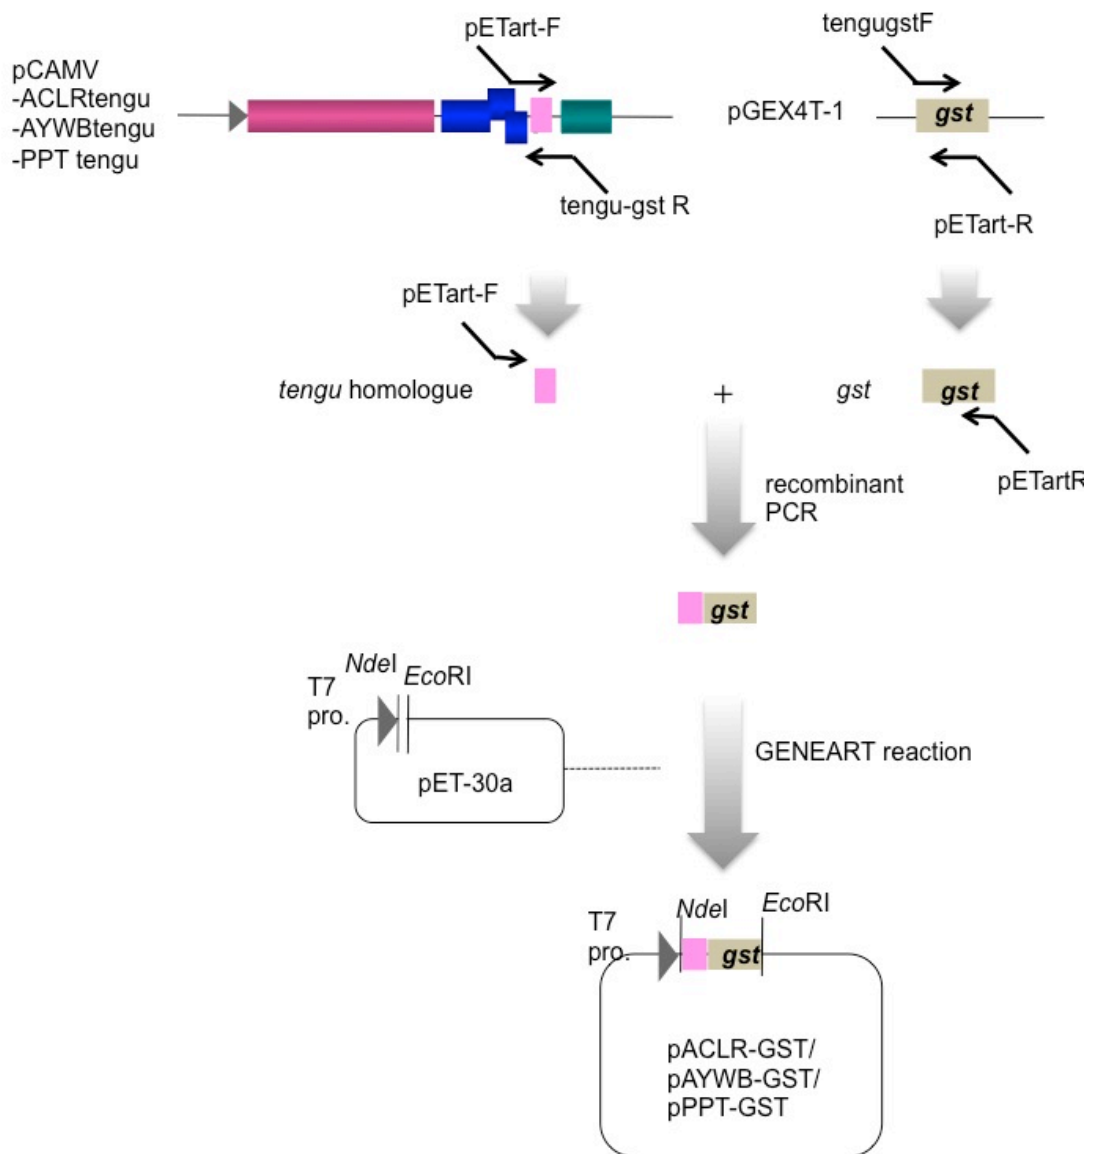 pETart-F
tengugstF
pCAMV
-ACLRtengu
-AYWBtengu
-PPT tengu
pGEX4T-1
gst
tengu-gst R
pETart-R
pETart-F
tengu homologue
+
gst
gst
pETartR
recombinant
PCR
gst
NdeI
EcoRI
T7
pro.
pET-30a
GENEART reaction
NdeI
EcoRI
T7
pro.
gst
pACLR-GST/
pAYWB-GST/
pPPT-GST